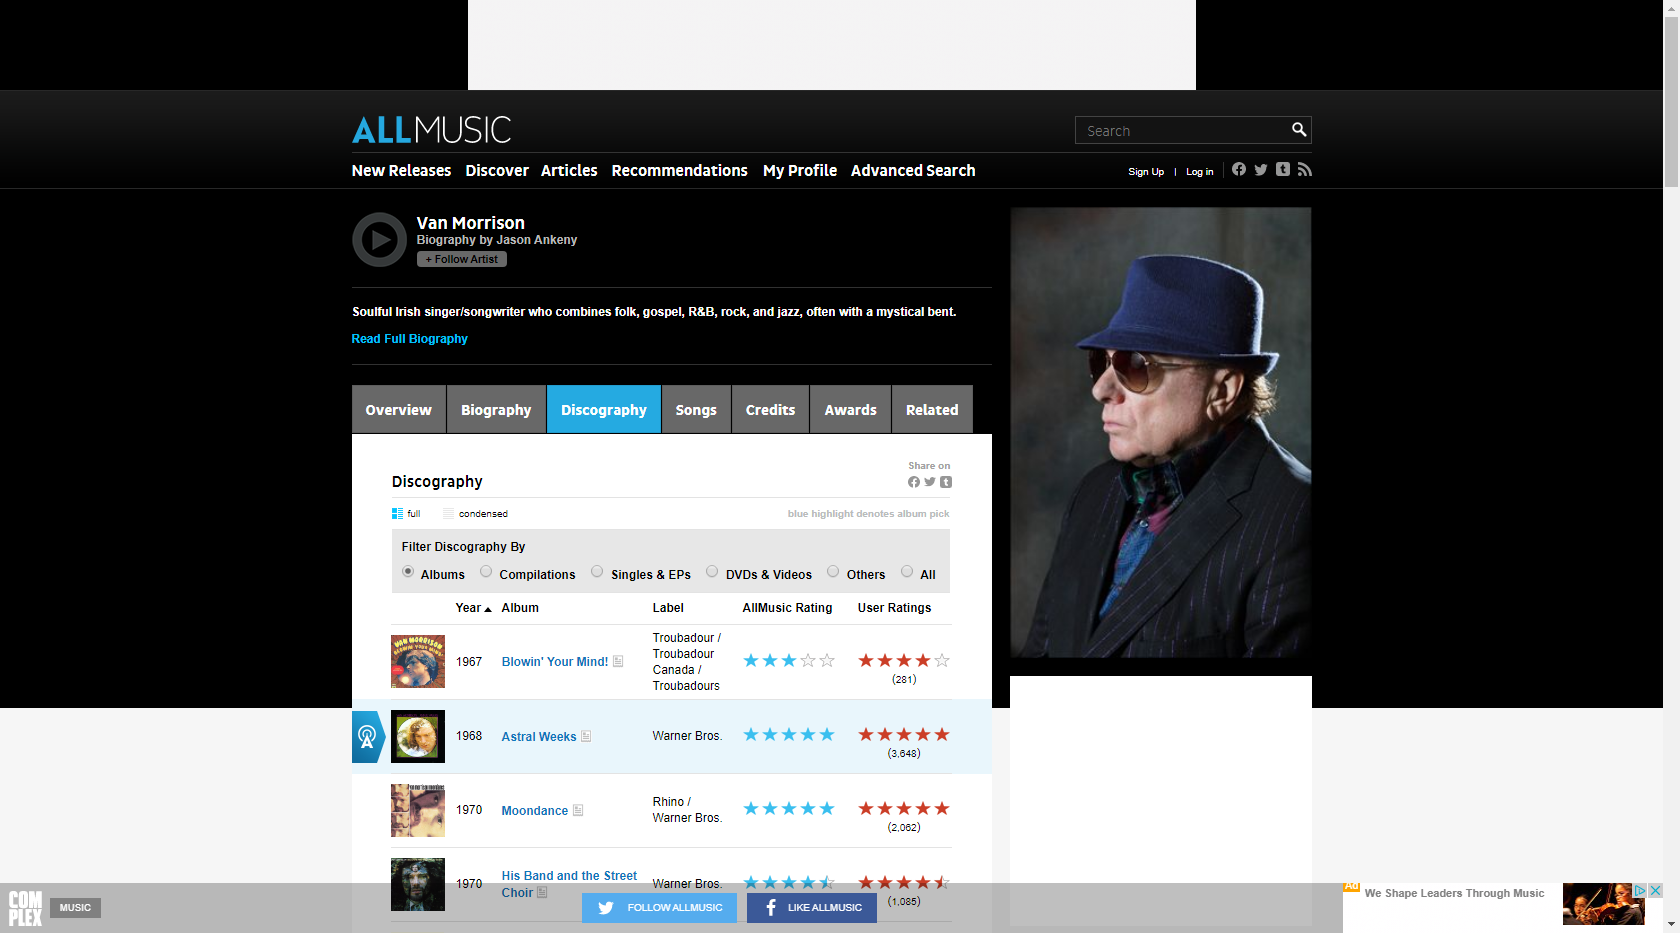 ALLMUSIC
Search
New Releases Discover Articles Recommendations My Profile Advanced Search
Sign Up | Log in
Van Morrison
Biography by Jason Ankeny
+ Follow Artist
Soulful Irish singer/songwriter who combines folk, gospel, R&B, rock, and jazz, often with a mystical bent.
Read Full Biography
Overview Biography Discography Songs Credits Awards Related
Share on
Discography
full condensed blue highlight denotes album pick
Filter Discography By
Albums Compilations Singles & EPs DVDs & Videos Others All
Year Album Label AllMusic Rating User Ratings
VAN MORRISON
BLOWIN' YOUR MIND!
1967 Blowin' Your Mind!
Troubadour /
Troubadour
Canada /
Troubadours
(281)
1968 Astral Weeks Warner Bros.
(3,648)
1970 Moondance
Rhino /
Warner Bros.
(2,062)
1970 His Band and the Street
Choir
Warner Bros.
(1,085)
COM
PLEX
MUSIC
FOLLOW ALLMUSIC
LIKE ALLMUSIC
Ad
We Shape Leaders Through Music